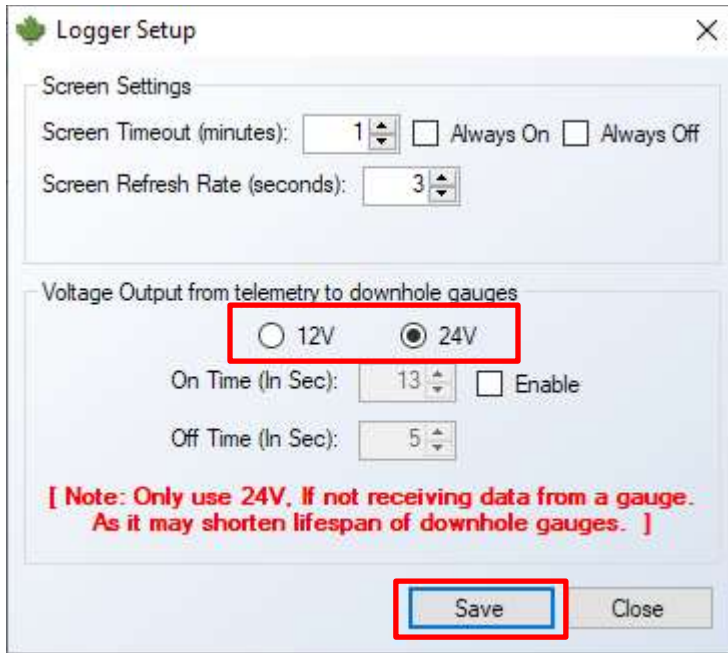 Logger Setup
Screen Settings
Screen Timeout (minutes): 1 Always On Always Off
Screen Refresh Rate (seconds): 3
Voltage Output from telemetry to downhole gauges
12V 24V
On Time (In Sec): 13 Enable
Off Time (In Sec): 5
[ Note: Only use 24V, If not receiving data from a gauge.
As it may shorten lifespan of downhole gauges. ]
Save Close